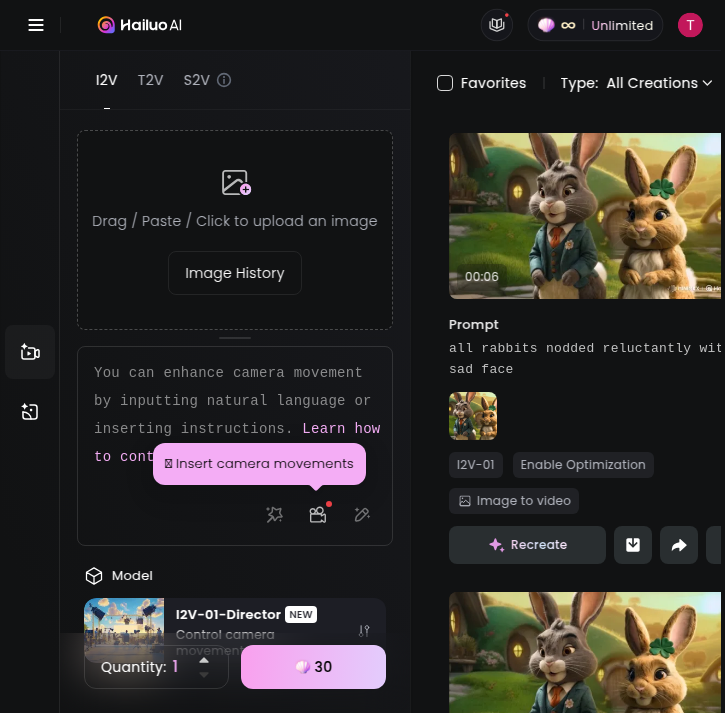 Hailuo AI
∞ Unlimited
T
I2V T2V S2V
Favorites
Type: All Creations
Drag / Paste / Click to upload an image
Image History
You can enhance camera movement
by inputting natural language or
inserting instructions. Learn how
to cont
Insert camera movements
Model
I2V-01-Director NEW
Control camera
movement
Quantity: 1
30
00:06
Prompt
all rabbits nodded reluctantly wit
sad face
I2V-01
Enable Optimization
Image to video
Recreate